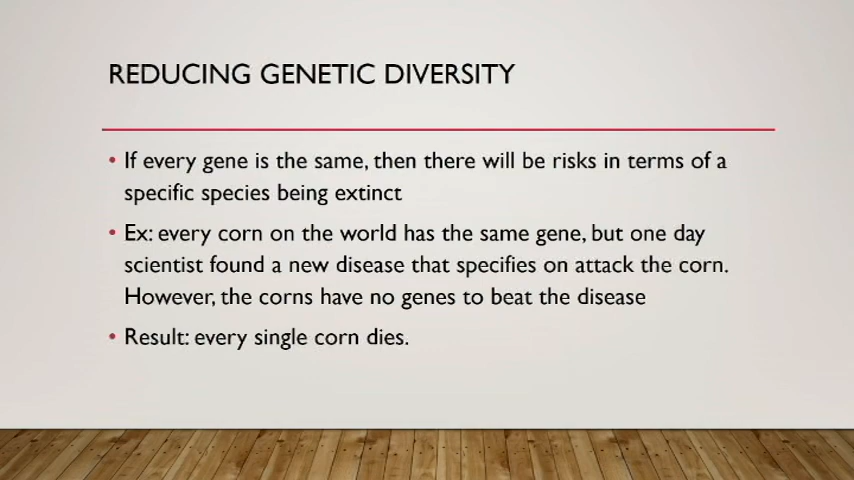 REDUCING GENETIC DIVERSITY
• If every gene is the same, then there will be risks in terms of a
specific species being extinct
• Ex: every corn on the world has the same gene, but one day
scientist found a new disease that specifies on attack the corn.
However, the corns have no genes to beat the disease
• Result: every single corn dies.